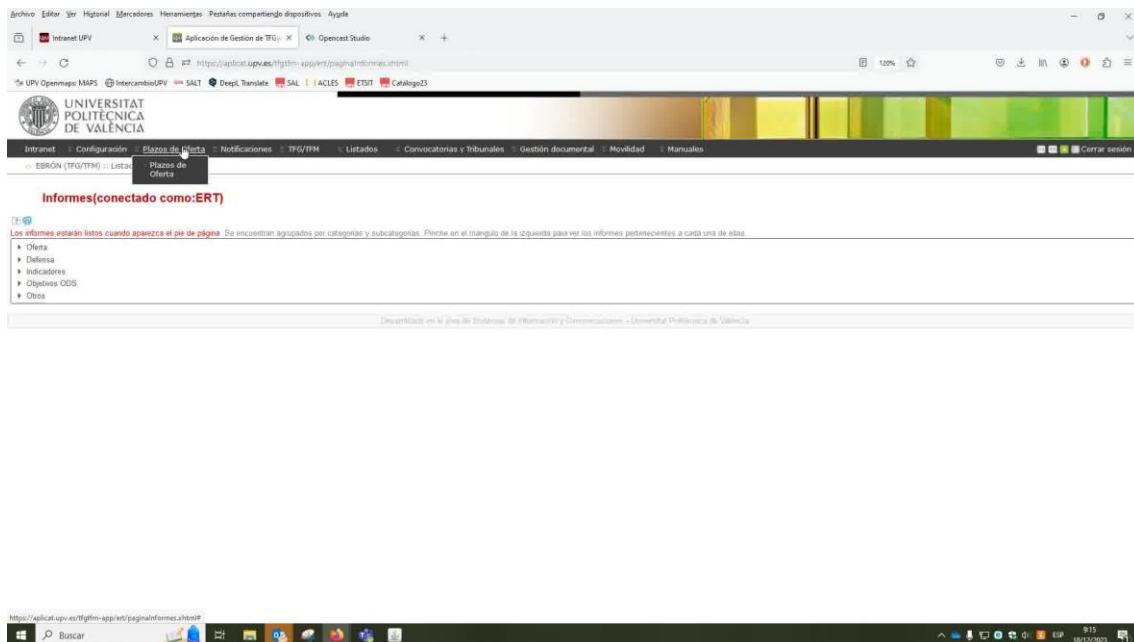 Archivo Editar Ver Higtorial Marcadores Herramientas Pestañas compartiendo dispositivos Ayuda
Intranet UPV
Aplicación de Gestión de TFG
Opencast Studio
https://aplicat.upv.es/tfgtfm-app/ert/paginaInformes.xhtml
120%
UPV Openmaps: MAPS IntercambioUPV SALT DeepL Translate SAL ACLES ETSIT Catálogo23
UNIVERSITAT
POLITÈCNICA
DE VALÈNCIA
Intranet Configuración Plazos de Oferta Notificaciones TFG/TFM Listados Convocatorias y Tribunales Gestión documental Movilidad Manuales Cerrar sesión
EBRÓN (TFG/TFM) :: Listad
Plazos de
Oferta
Informes(conectado como:ERT)
Los informes estarán listos cuando aparezca el pie de página. Se encuentran agrupados por categorías y subcategorías. Pinche en el triángulo de la izquierda para ver los informes pertenecientes a cada una de ellas.
Oferta
Defensa
Indicadores
Objetivos ODS
Otros
Desarrollado en el área de Sistemas de Información y Comunicaciones - Universitat Politècnica de València
https://aplicat.upv.es/tfgtfm-app/ert/paginaInformes.xhtml#
Buscar
ESP
9:15
18/12/2023